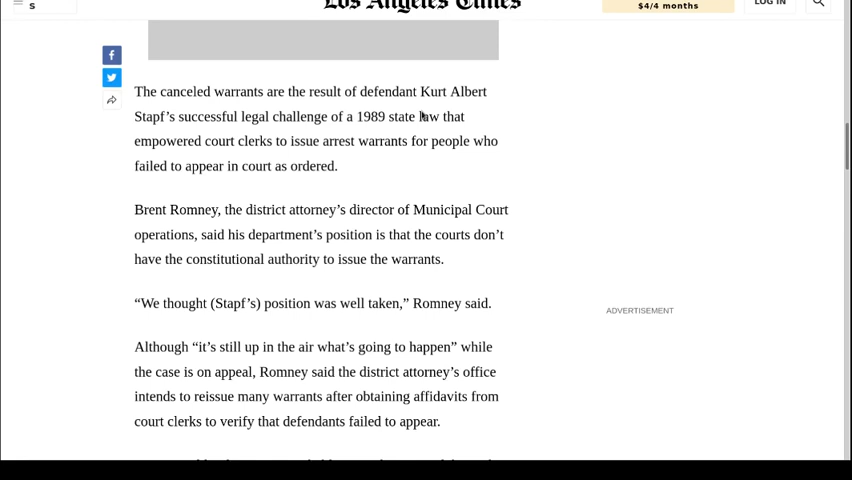 s
Los Angeles Times
$4/4 months
LOG IN
The canceled warrants are the result of defendant Kurt Albert
Stapf’s successful legal challenge of a 1989 state law that
empowered court clerks to issue arrest warrants for people who
failed to appear in court as ordered.
Brent Romney, the district attorney’s director of Municipal Court
operations, said his department’s position is that the courts don’t
have the constitutional authority to issue the warrants.
“We thought (Stapf’s) position was well taken,” Romney said.
ADVERTISEMENT
Although “it’s still up in the air what’s going to happen” while
the case is on appeal, Romney said the district attorney’s office
intends to reissue many warrants after obtaining affidavits from
court clerks to verify that defendants failed to appear.